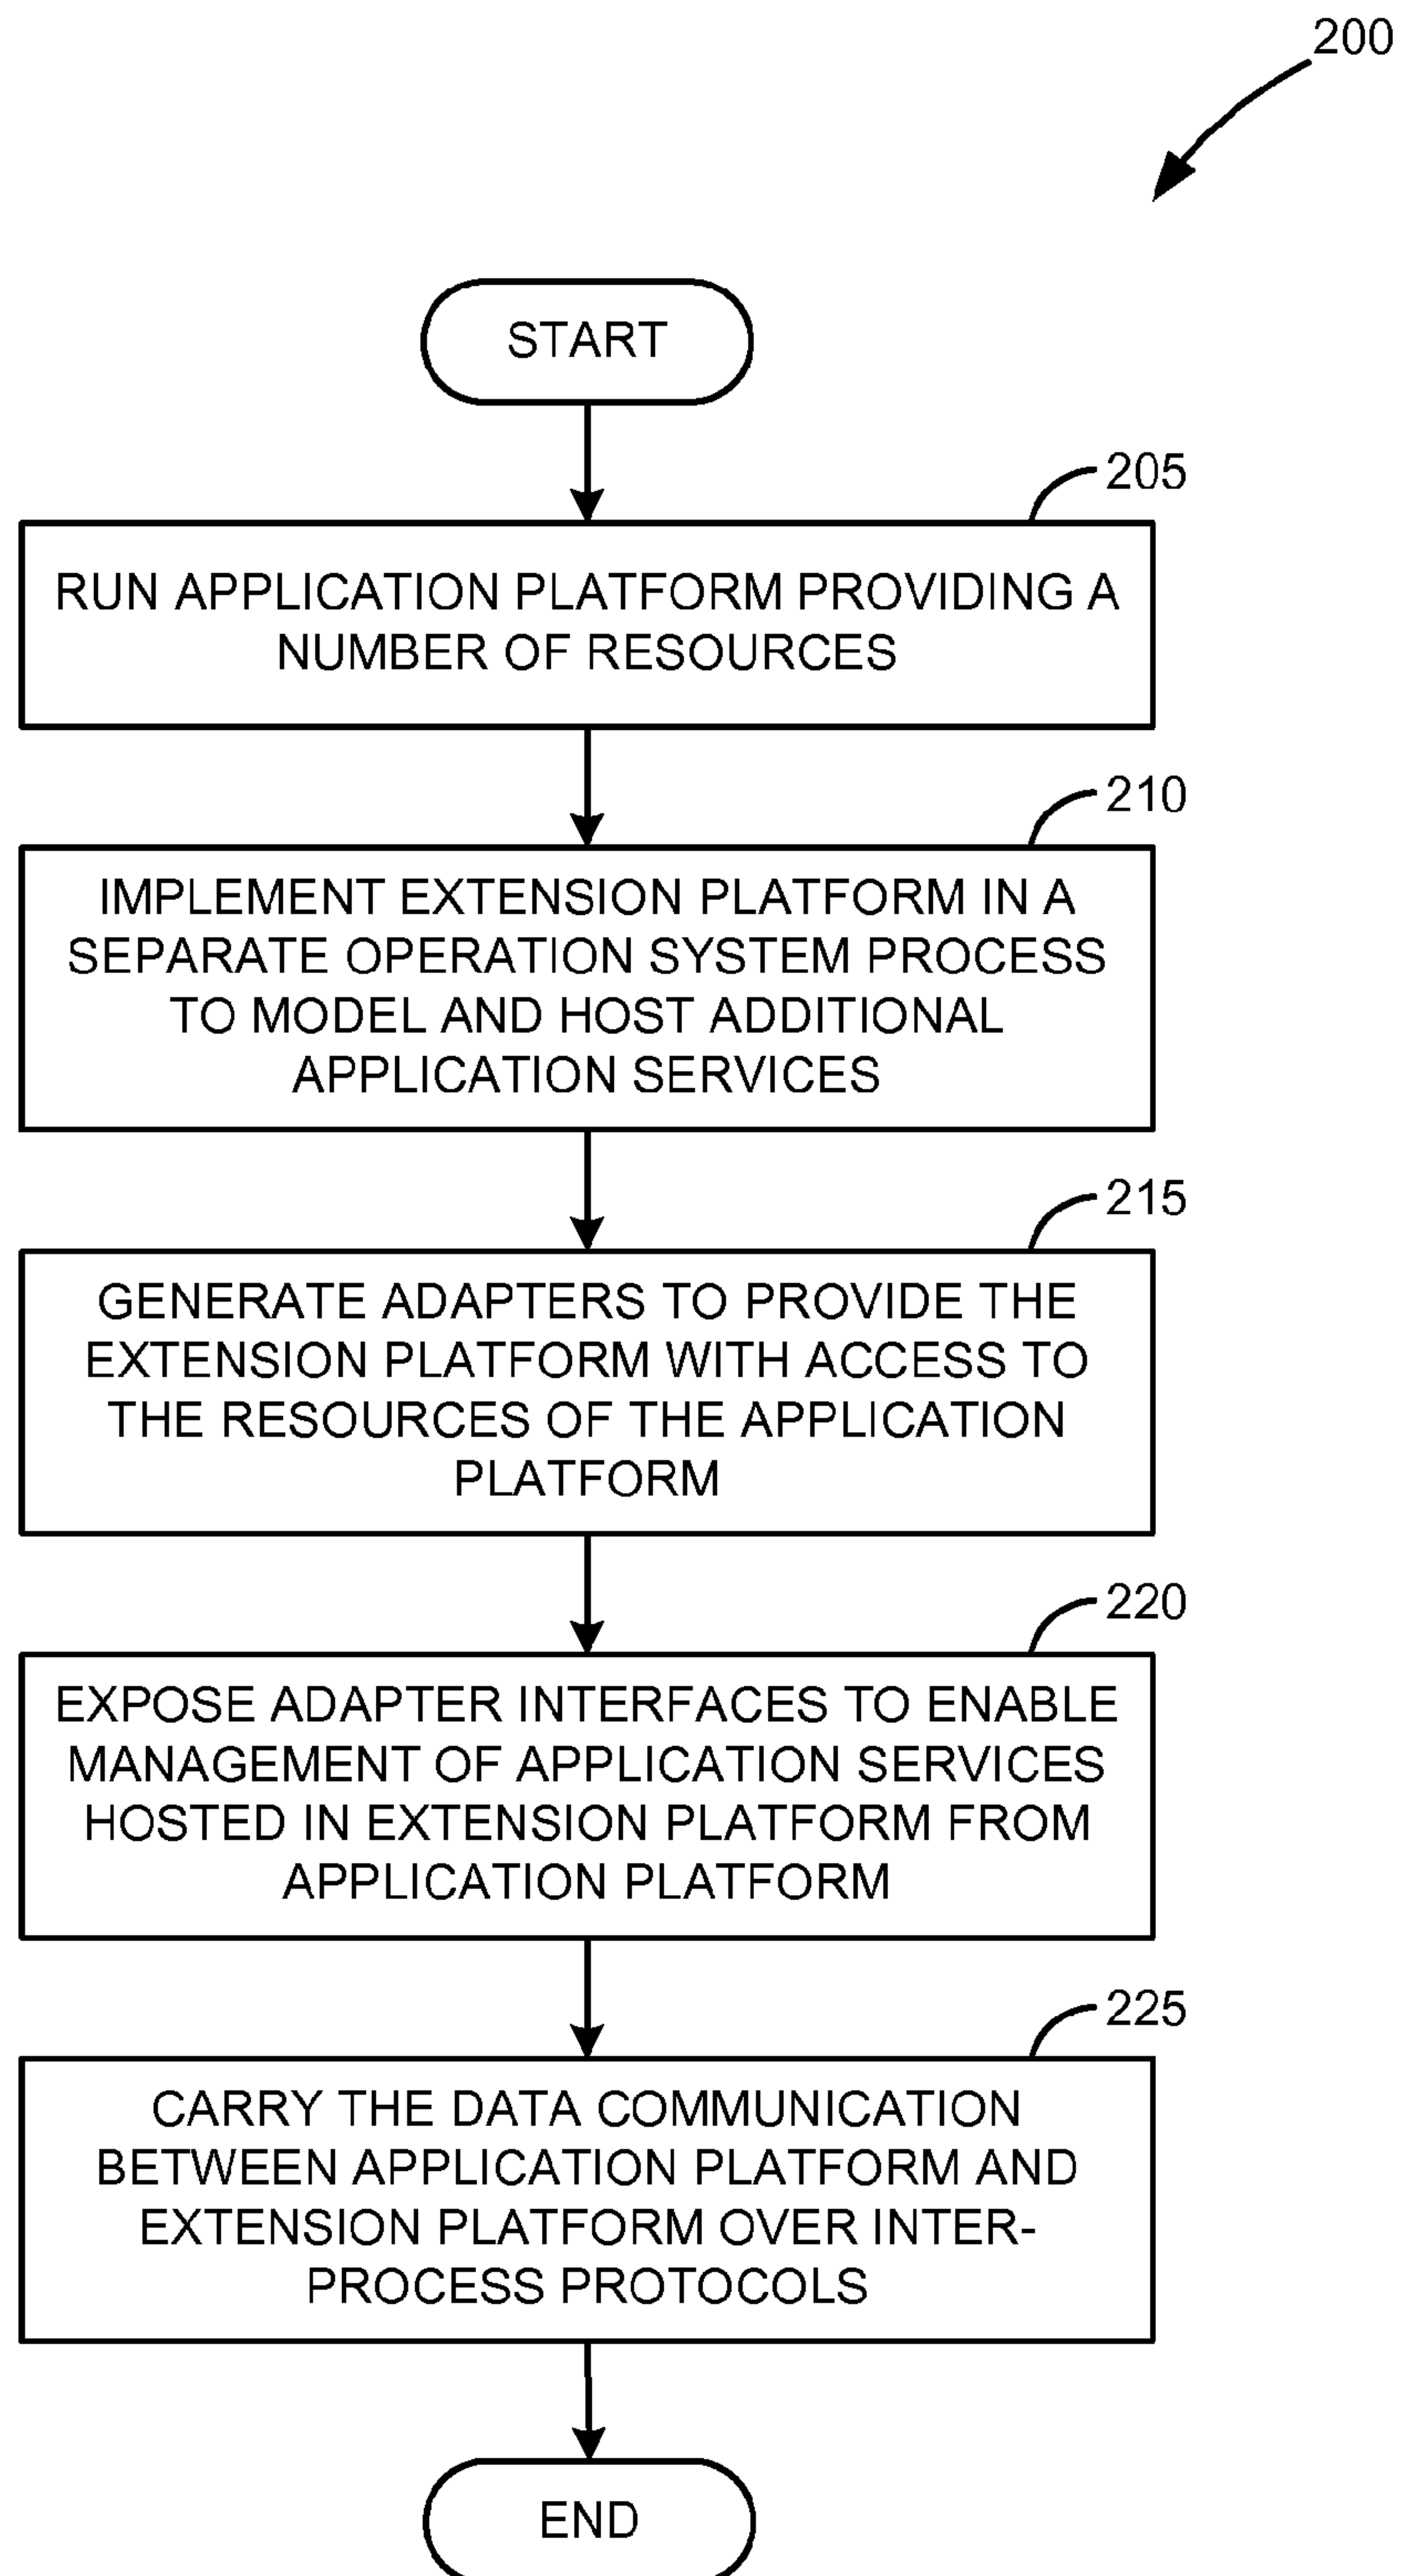 200
START
205
RUN APPLICATION PLATFORM PROVIDING A
NUMBER OF RESOURCES
210
IMPLEMENT EXTENSION PLATFORM IN A
SEPARATE OPERATION SYSTEM PROCESS
TO MODEL AND HOST ADDITIONAL
APPLICATION SERVICES
215
GENERATE ADAPTERS TO PROVIDE THE
EXTENSION PLATFORM WITH ACCESS TO
THE RESOURCES OF THE APPLICATION
PLATFORM
220
EXPOSE ADAPTER INTERFACES TO ENABLE
MANAGEMENT OF APPLICATION SERVICES
HOSTED IN EXTENSION PLATFORM FROM
APPLICATION PLATFORM
225
CARRY THE DATA COMMUNICATION
BETWEEN APPLICATION PLATFORM AND
EXTENSION PLATFORM OVER INTER-
PROCESS PROTOCOLS
END